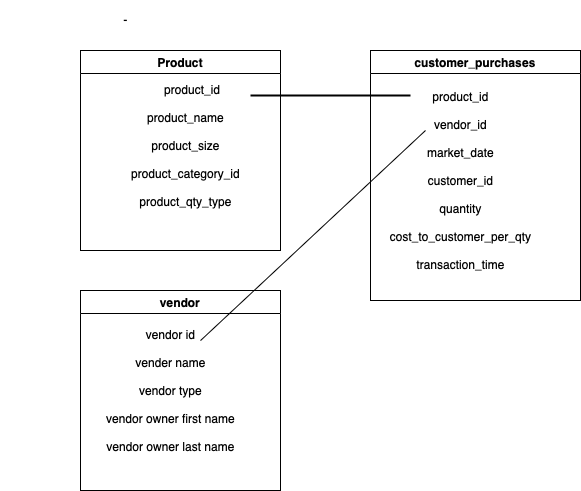 -
Product
product_id
product_name
product_size
product_category_id
product_qty_type
customer_purchases
product_id
vendor_id
market_date
customer_id
quantity
cost_to_customer_per_qty
transaction_time
vendor
vendor id
vender name
vendor type
vendor owner first name
vendor owner last name